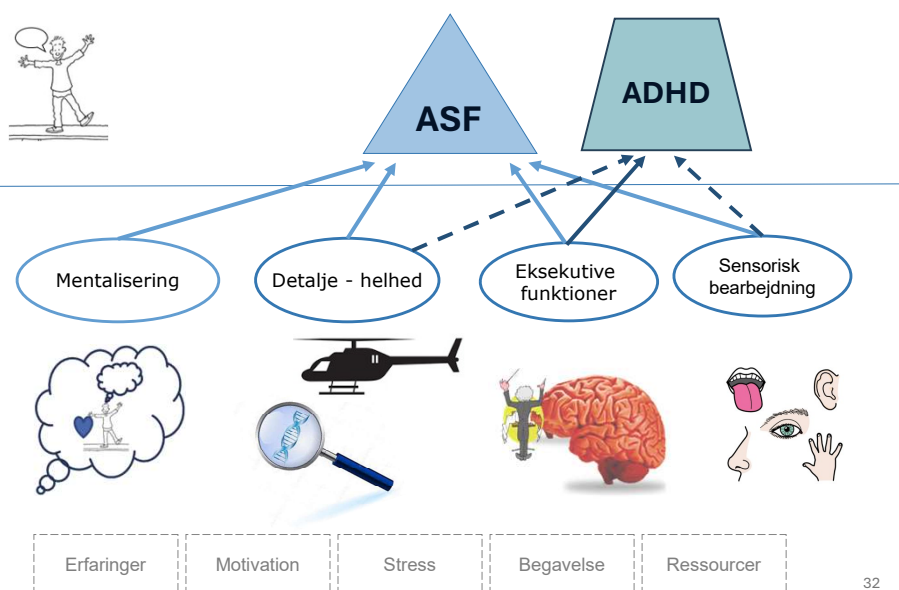 ASF
ADHD
Mentalisering
Detalje - helhed
Eksekutive
funktioner
Sensorisk
bearbejdning
Erfaringer
Motivation
Stress
Begavelse
Ressourcer
32